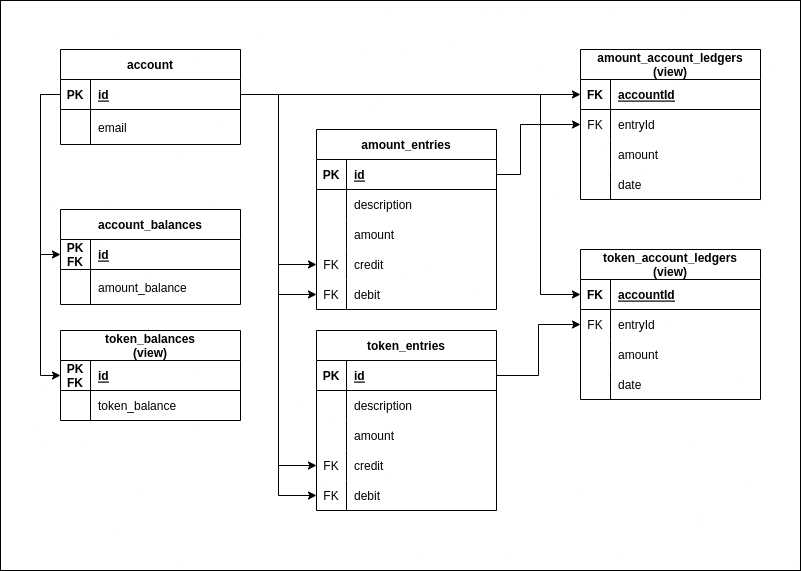 account
PK id
email
account_balances
PK
FK id
amount_balance
token_balances
(view)
PK
FK id
token_balance
amount_entries
PK id
description
amount
FK credit
FK debit
token_entries
PK id
description
amount
FK credit
FK debit
amount_account_ledgers
(view)
FK accountId
FK entryId
amount
date
token_account_ledgers
(view)
FK accountId
FK entryId
amount
date